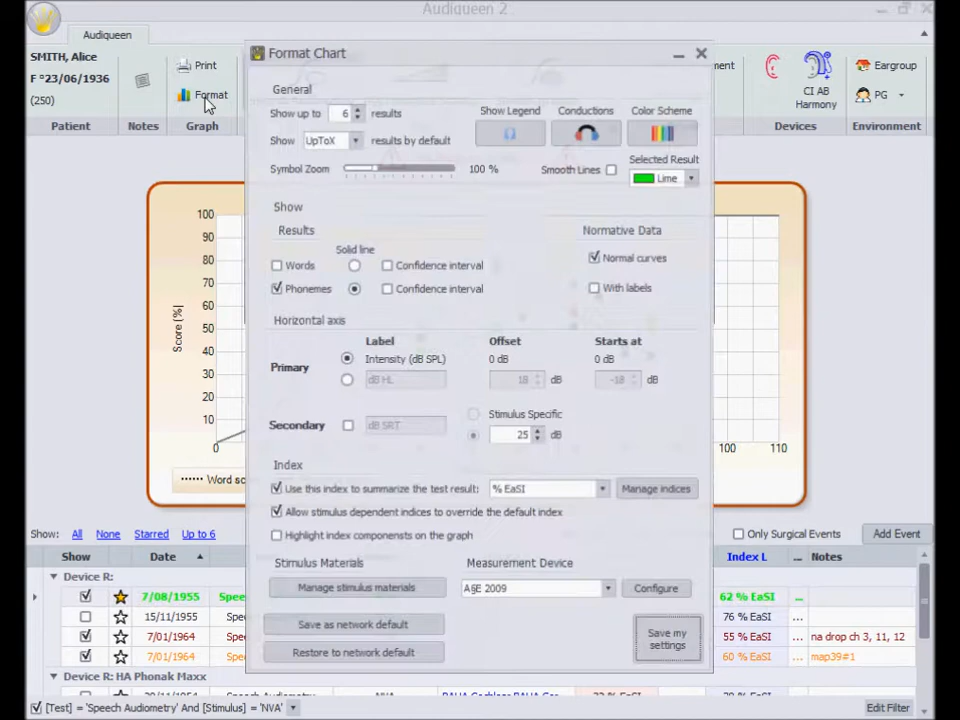 Audiqueen 2
Audiqueen
SMITH, Alice
F °23/06/1936
(250)
Patient
Notes
Print
Format
Graph
CI AB
Harmony
Devices
Eargroup
PG
Environment
Format Chart
General
Show up to 6 results
Show UpToX results by default
Symbol Zoom 100 %
Show Legend Conductions Color Scheme
Smooth Lines
Selected Result
Lime
Show
Results
Solid line
Words Confidence interval
Phonemes Confidence interval
Normative Data
Normal curves
With labels
Horizontal axis
Label Offset Starts at
Primary
Intensity (dB SPL) 0 dB 0 dB
dB HL 18 dB -18 dB
Secondary dB SRT
Stimulus Specific
25 dB
Index
Use this index to summarize the test result: % EaSI Manage indices
Allow stimulus dependent indices to override the default index
Highlight index componensts on the graph
Stimulus Materials
Manage stimulus materials
Measurement Device
A§E 2009 Configure
Save as network default
Restore to network default
Save my
settings
Score (%)
100
90
80
70
60
50
40
30
20
10
0
100 110
Show: All None Starred Up to 6
Only Surgical Events Add Event
Show Date Index L ... Notes
Device R:
7/08/1955 62 % EaSI ...
15/11/1955 76 % EaSI ...
7/01/1964 55 % EaSI ... na drop ch 3, 11, 12
7/01/1964 60 % EaSI ... map39#1
Device R: HA Phonak Maxx
[Test] = 'Speech Audiometry' And [Stimulus] = 'NVA' Edit Filter